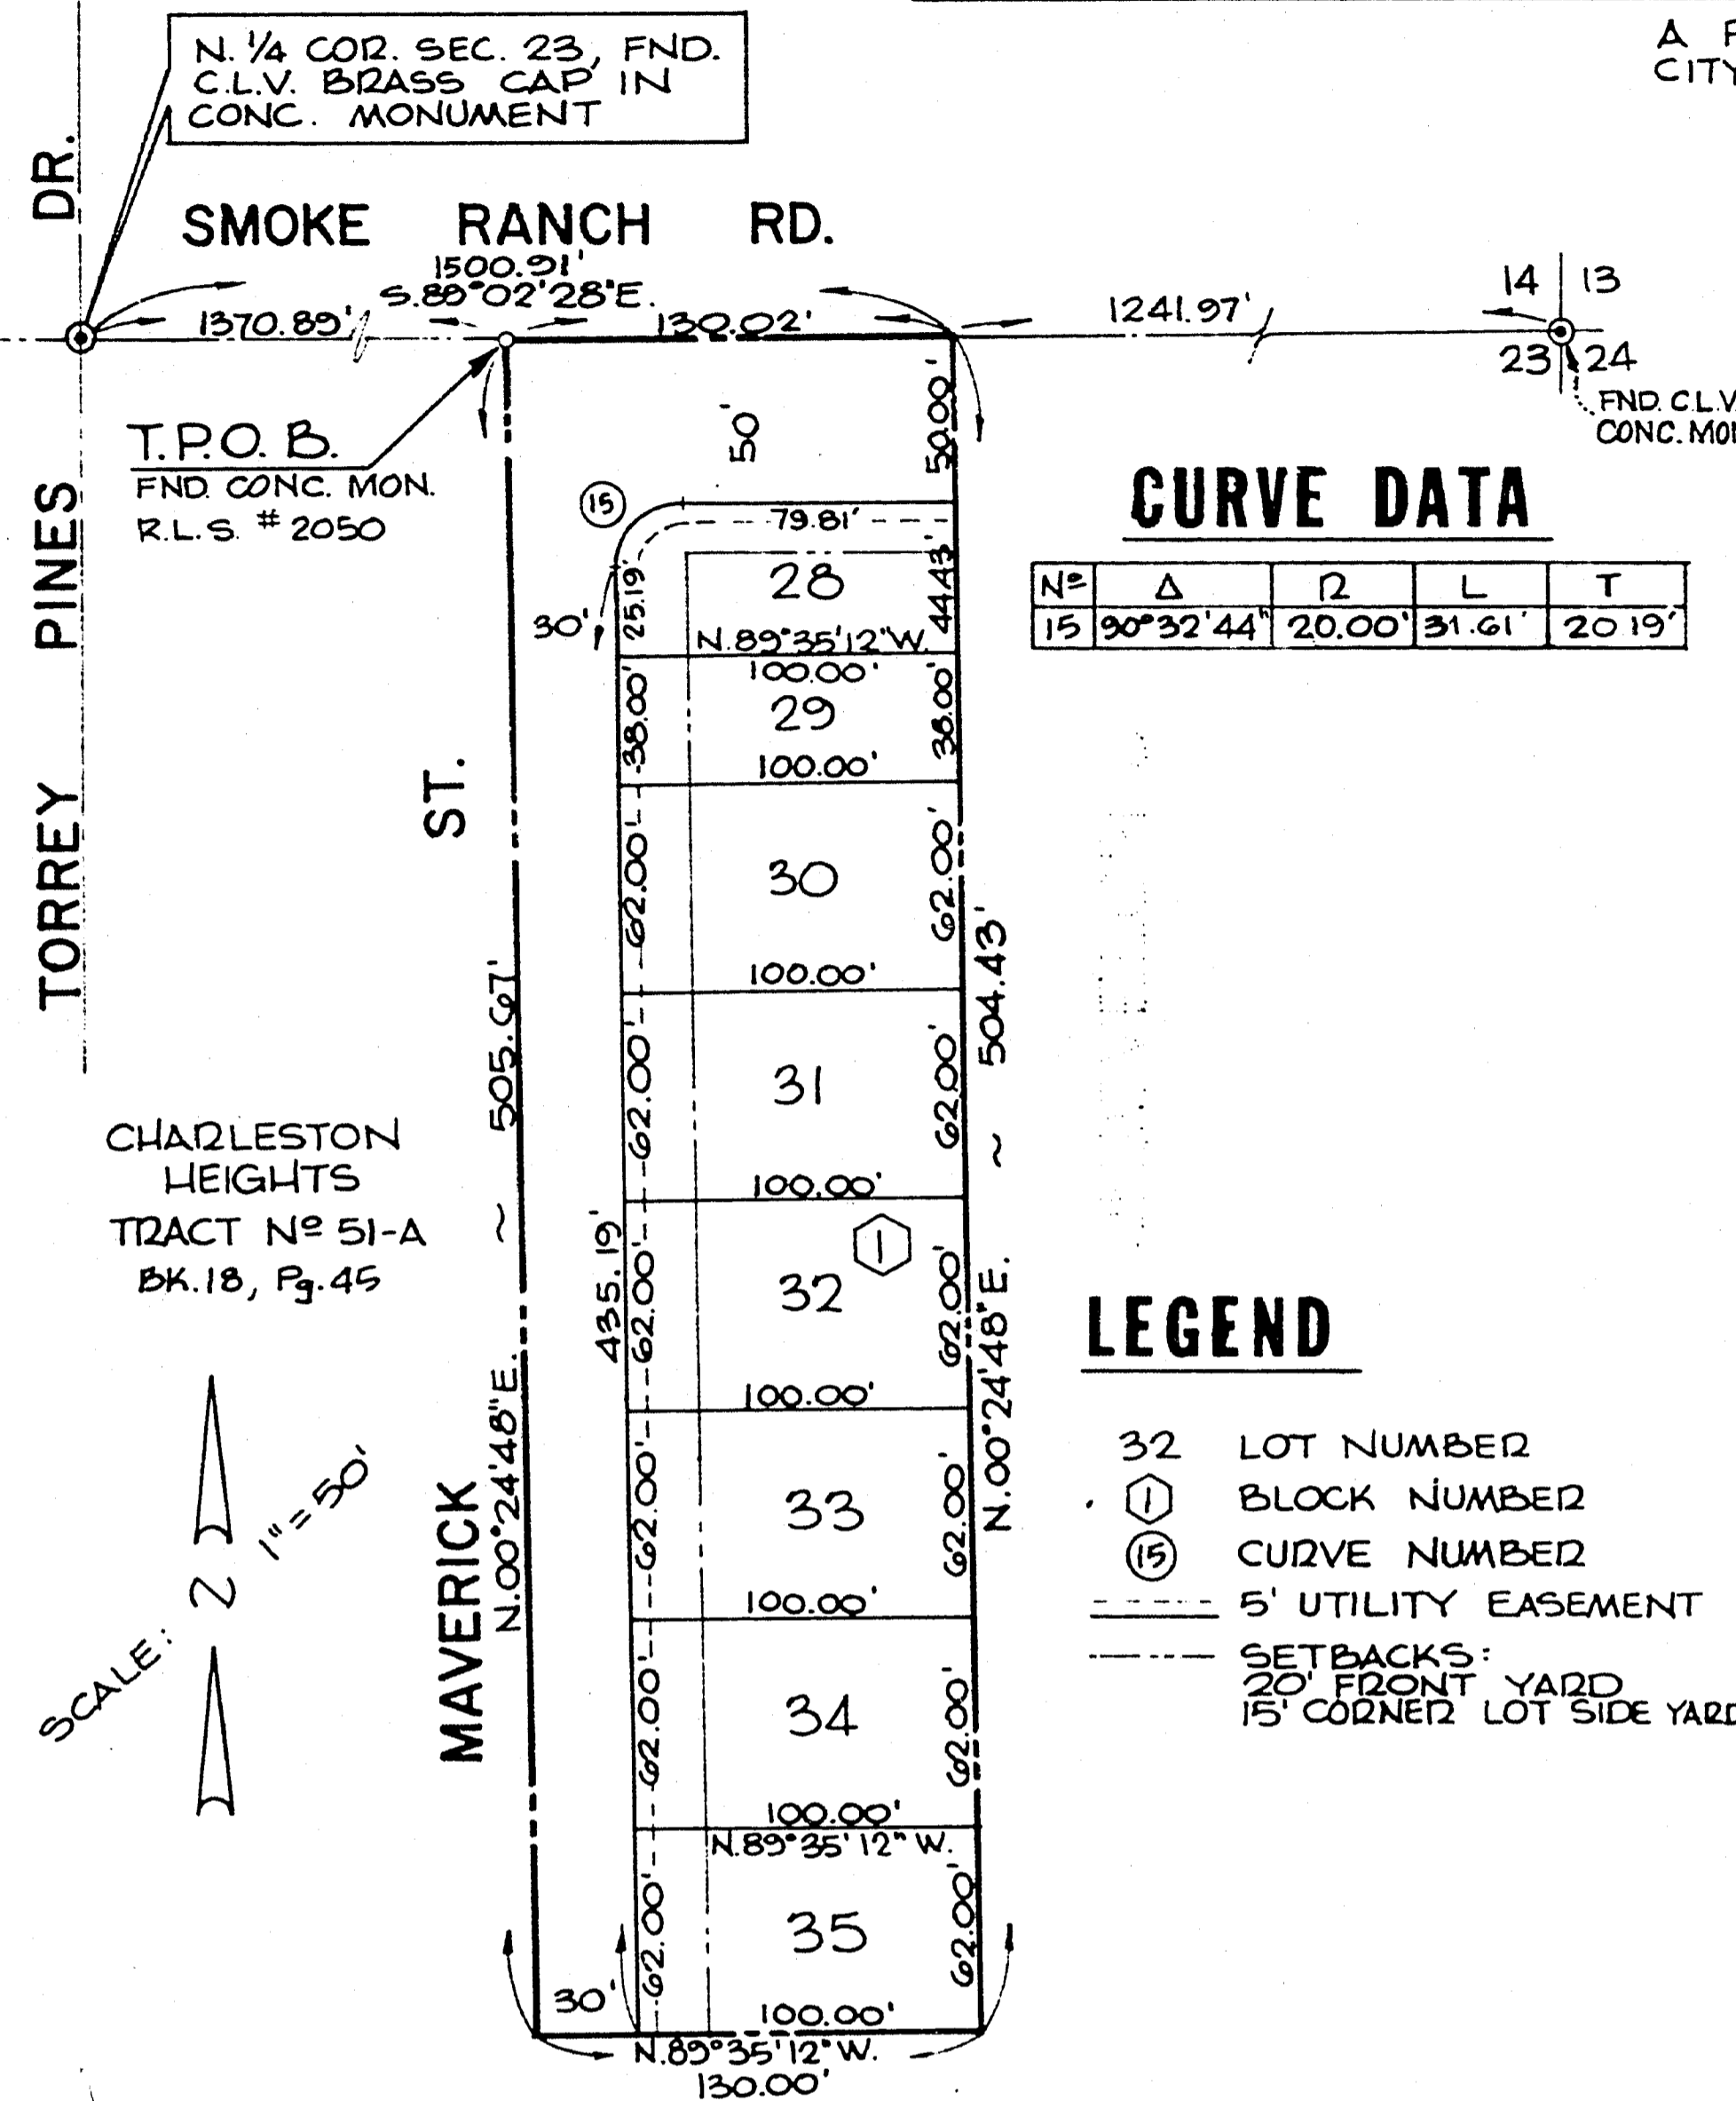 A P
CITY
N. 1/4 COR. SEC. 23, FND.
C.L.V. BRASS CAP IN
CONC. MONUMENT
TORREY PINES DR.
SMOKE RANCH RD.
1500.91'
S.89°02'28"E.
1370.89'
130.02'
1241.97'
14 13
23 24
FND. C.L.V.
CONC. MON
T.P.O.B.
FND. CONC. MON.
R.L.S. # 2050
50'
50.00'
15
79.81'
30'
25.19'
28
44.43'
N.89°35'12"W.
100.00'
38.00'
29
38.00'
100.00'
62.00'
30
62.00'
100.00'
62.00'
31
62.00'
100.00'
62.00'
32
1
62.00'
100.00'
62.00'
33
62.00'
100.00'
62.00'
34
62.00'
100.00'
N.89°35'12"W.
62.00'
35
62.00'
30'
100.00'
N.89°35'12"W.
130.00'
MAVERICK ST.
N.00°24'48"E. ~ 505.67'
435.19'
N.00°24'48"E. ~ 504.43'
CHARLESTON
HEIGHTS
TRACT Nº 51-A
BK.18, Pg.45
SCALE: 1"=50'
N
CURVE DATA
Nº Δ R L T
15 90°32'44" 20.00' 31.61' 20 19'
LEGEND
32 LOT NUMBER
1 BLOCK NUMBER
15 CURVE NUMBER
5' UTILITY EASEMENT
SETBACKS:
20' FRONT YARD
15' CORNER LOT SIDE YARD